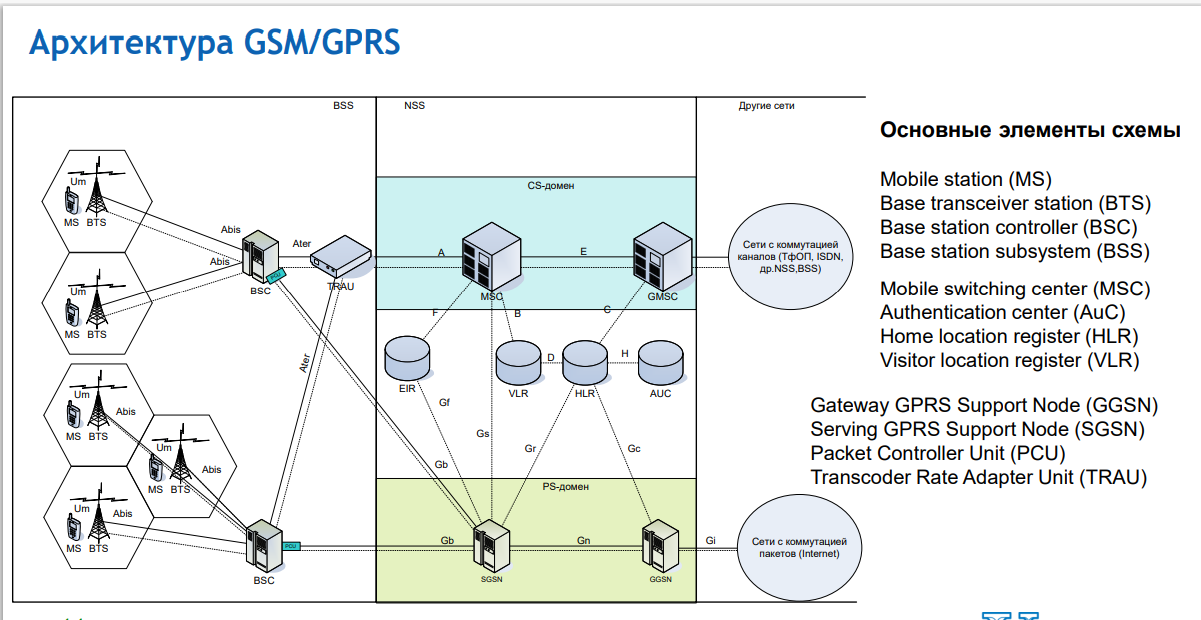 Архитектура GSM/GPRS
BSS
NSS
Другие сети
Основные элементы схемы
Mobile station (MS)
Base transceiver station (BTS)
Base station controller (BSC)
Base station subsystem (BSS)
Mobile switching center (MSC)
Authentication center (AuC)
Home location register (HLR)
Visitor location register (VLR)
Gateway GPRS Support Node (GGSN)
Serving GPRS Support Node (SGSN)
Packet Controller Unit (PCU)
Transcoder Rate Adapter Unit (TRAU)
Um
MS BTS
Um
MS BTS
Abis
Abis
BSC
PCU
Ater
TRAU
Ater
Um
Abis
MS BTS
Um
Abis
MS BTS
Um
Abis
MS BTS
BSC
PCU
CS-домен
A
MSC
E
GMSC
Сети с коммутацией
каналов (ТфОП, ISDN,
др.NSS,BSS)
F
B
C
EIR
VLR
D
HLR
H
AUC
Gf
Gs
Gr
Gc
Gb
PS-домен
Gb
SGSN
Gn
GGSN
Gi
Сети с коммутацией
пакетов (Internet)